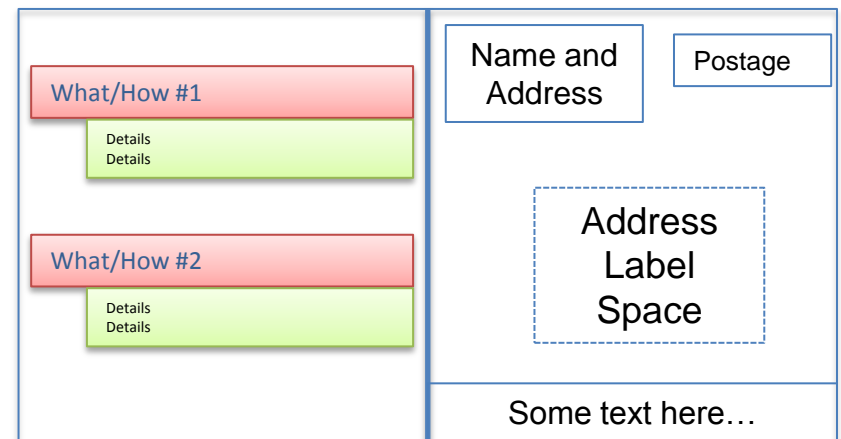 What/How #1
Details
Details
What/How #2
Details
Details
Name and
Address
Postage
Address
Label
Space
Some text here…